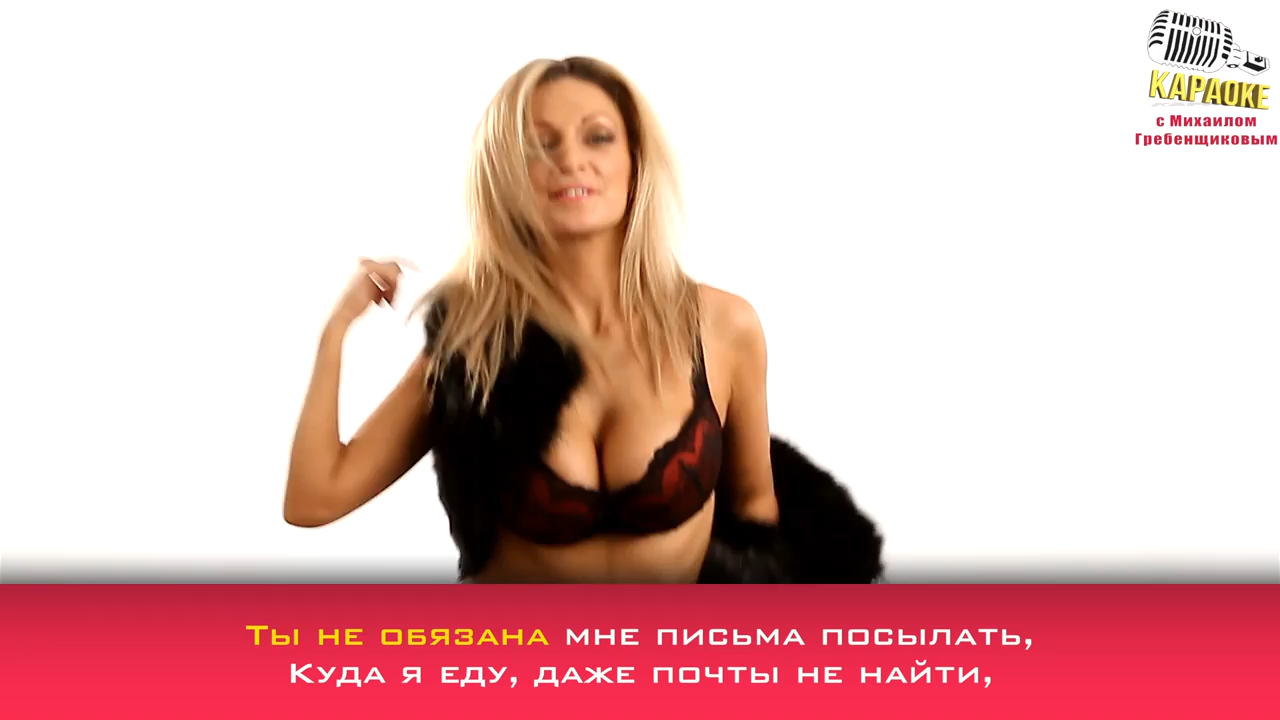 КАРАОКЕ
с Михаилом
Гребенщиковым
Ты не обязана мне письма посылать,
Куда я еду, даже почты не найти,